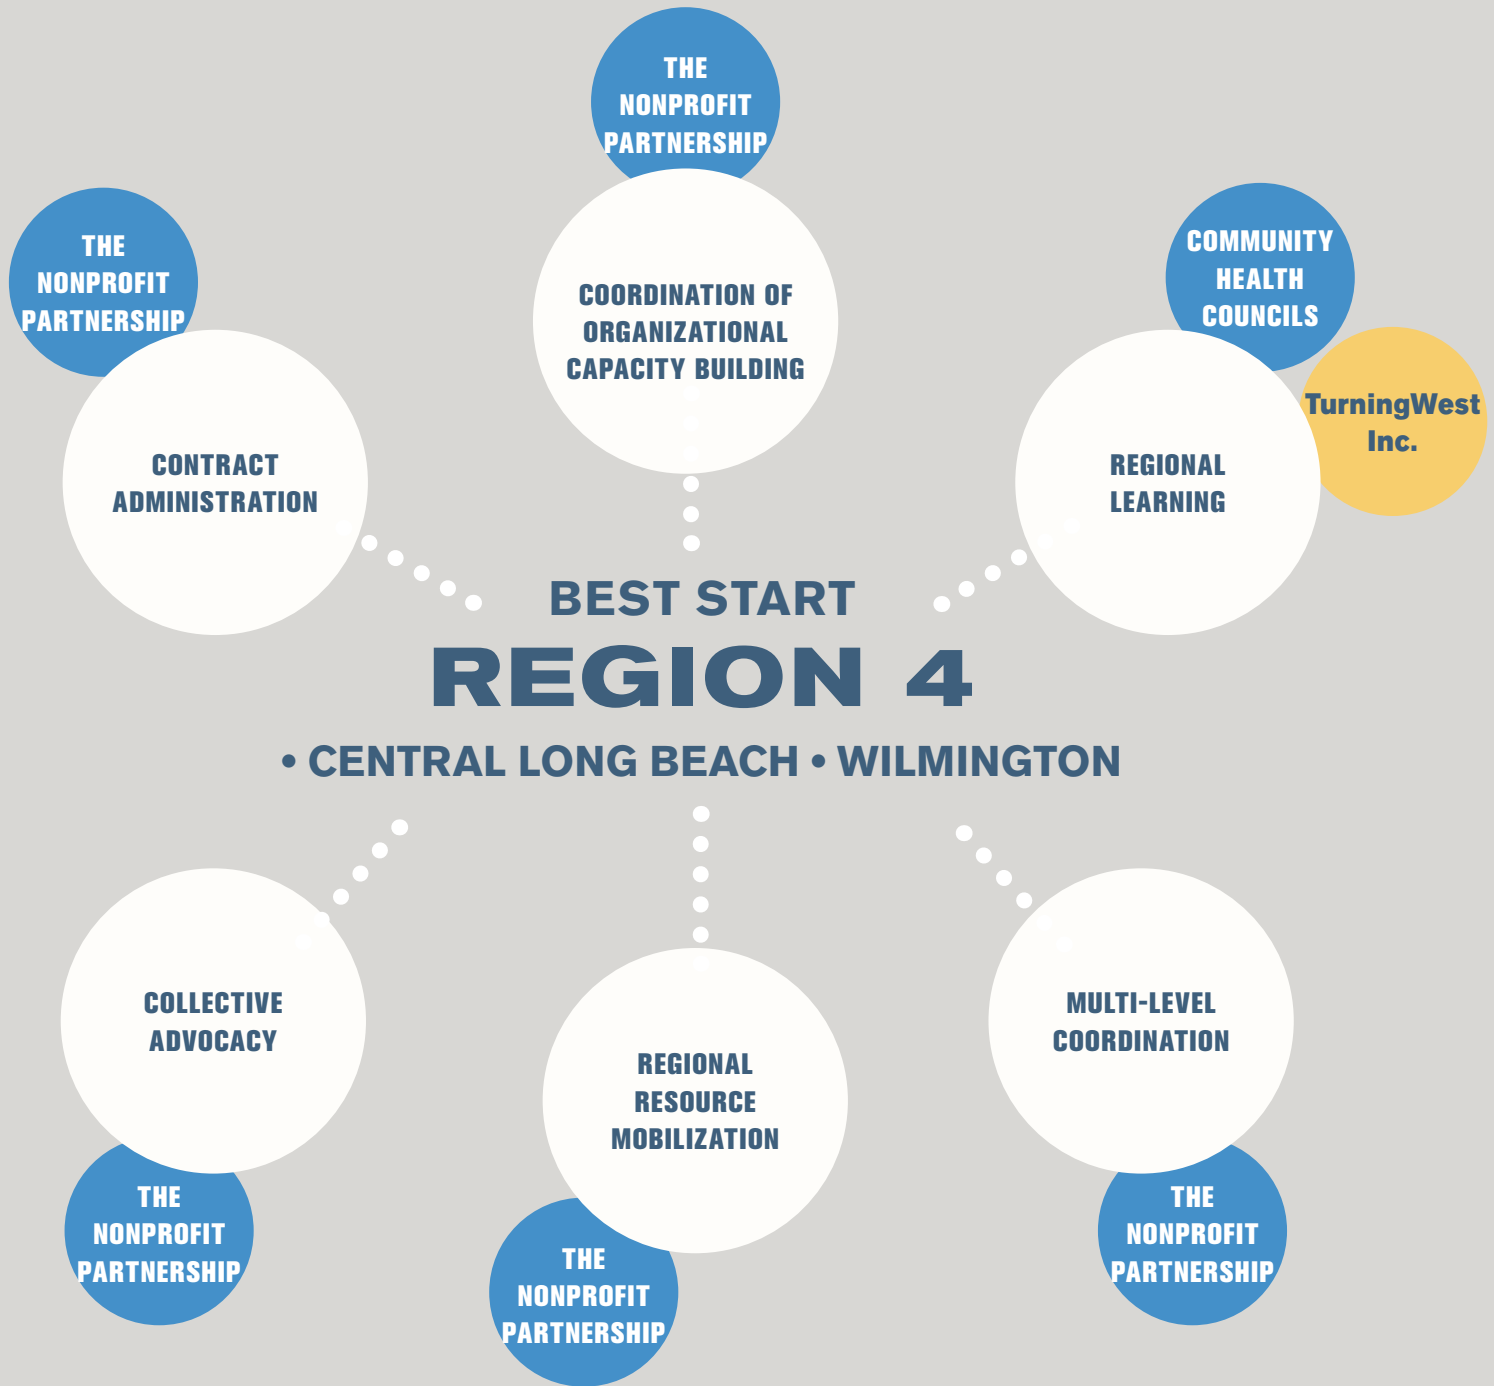 THE
NONPROFIT
PARTNERSHIP
COORDINATION OF
ORGANIZATIONAL
CAPACITY BUILDING
THE
NONPROFIT
PARTNERSHIP
CONTRACT
ADMINISTRATION
COMMUNITY
HEALTH
COUNCILS
TurningWest
Inc.
REGIONAL
LEARNING
BEST START
REGION 4
• CENTRAL LONG BEACH • WILMINGTON
COLLECTIVE
ADVOCACY
THE
NONPROFIT
PARTNERSHIP
REGIONAL
RESOURCE
MOBILIZATION
THE
NONPROFIT
PARTNERSHIP
MULTI-LEVEL
COORDINATION
THE
NONPROFIT
PARTNERSHIP